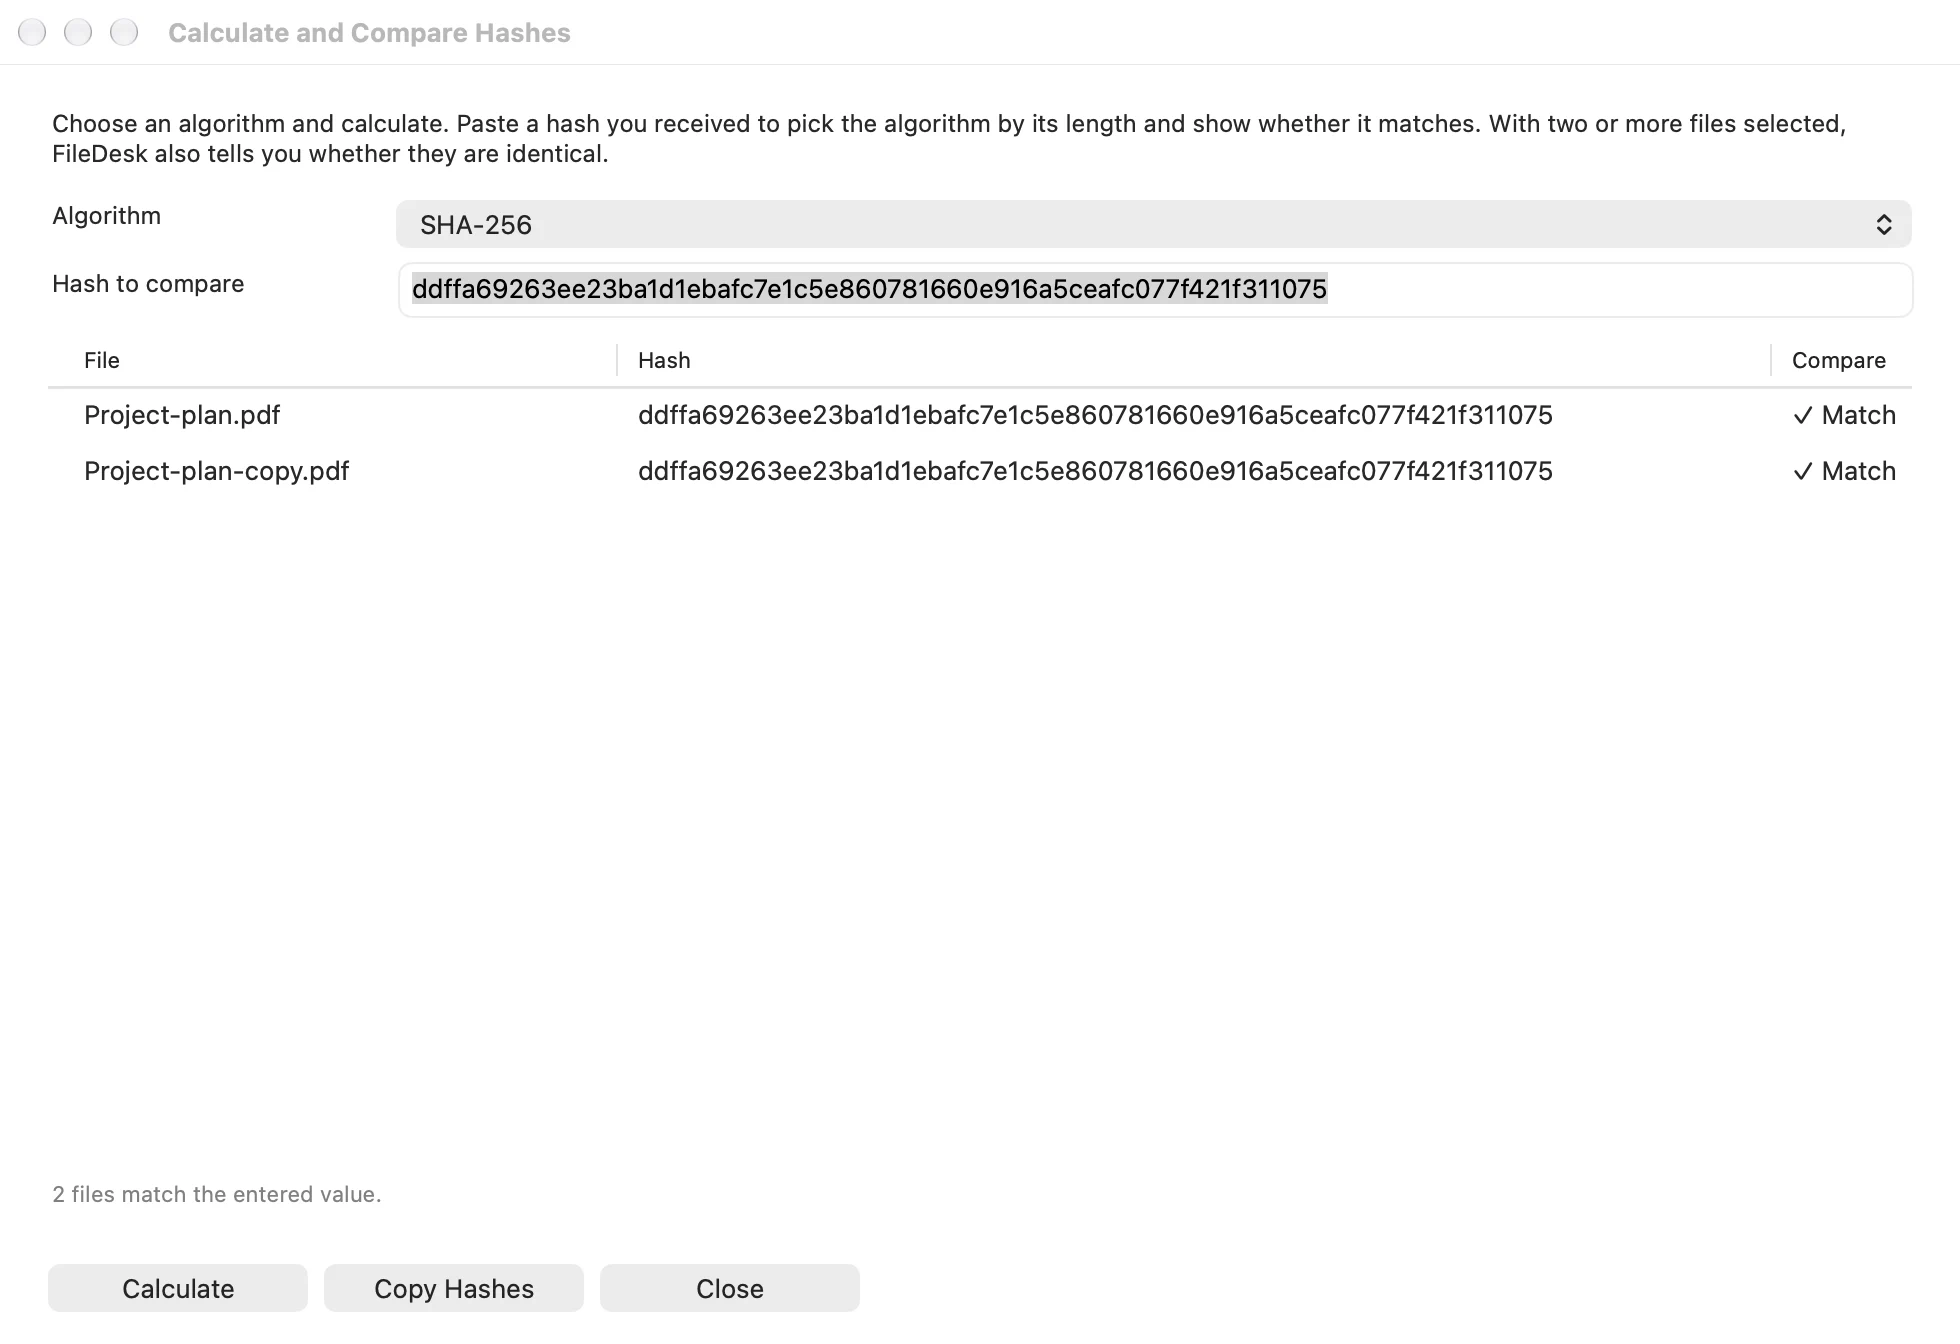 Calculate and Compare Hashes
Choose an algorithm and calculate. Paste a hash you received to pick the algorithm by its length and show whether it matches. With two or more files selected,
FileDesk also tells you whether they are identical.
Algorithm
SHA-256
Hash to compare
ddffa69263ee23ba1d1ebafc7e1c5e860781660e916a5ceafc077f421f311075
File Hash Compare
Project-plan.pdf ddffa69263ee23ba1d1ebafc7e1c5e860781660e916a5ceafc077f421f311075 ✓ Match
Project-plan-copy.pdf ddffa69263ee23ba1d1ebafc7e1c5e860781660e916a5ceafc077f421f311075 ✓ Match
2 files match the entered value.
Calculate Copy Hashes Close